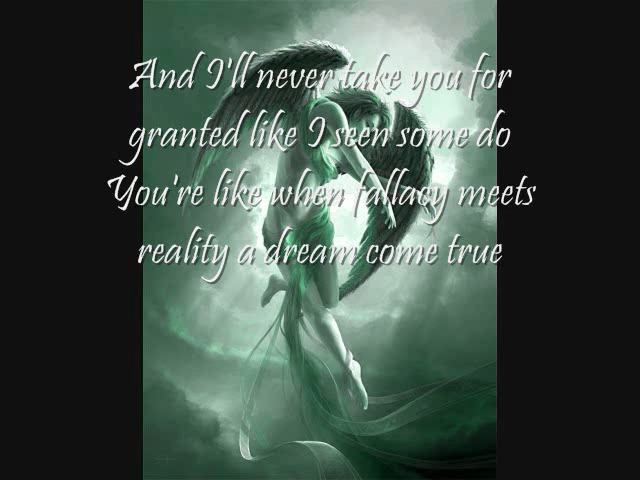 And I'll never take you for
granted like I seen some do
You're like when fallacy meets
reality a dream come true